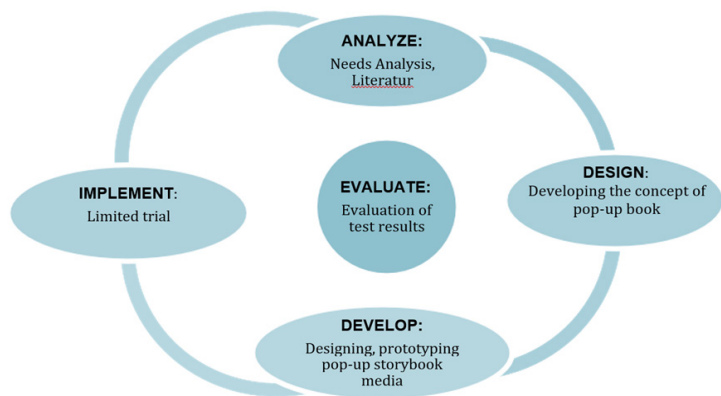 ANALYZE:
Needs Analysis,
Literatur
DESIGN:
Developing the concept of
pop-up book
DEVELOP:
Designing, prototyping
pop-up storybook
media
IMPLEMENT:
Limited trial
EVALUATE:
Evaluation of
test results